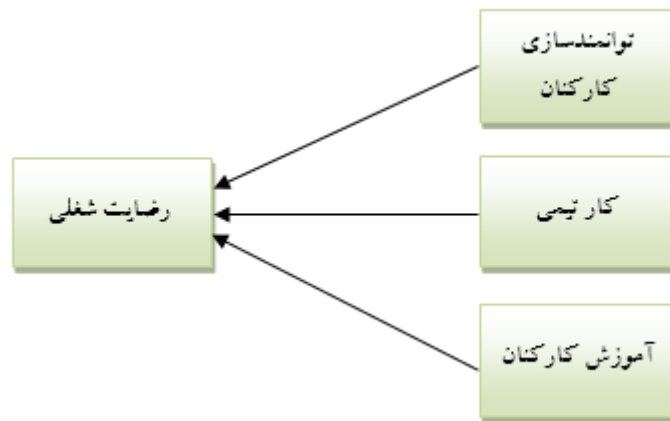 توانمندسازی
کارکنان
کار تیمی
رضایت شغلی
آموزش کارکنان